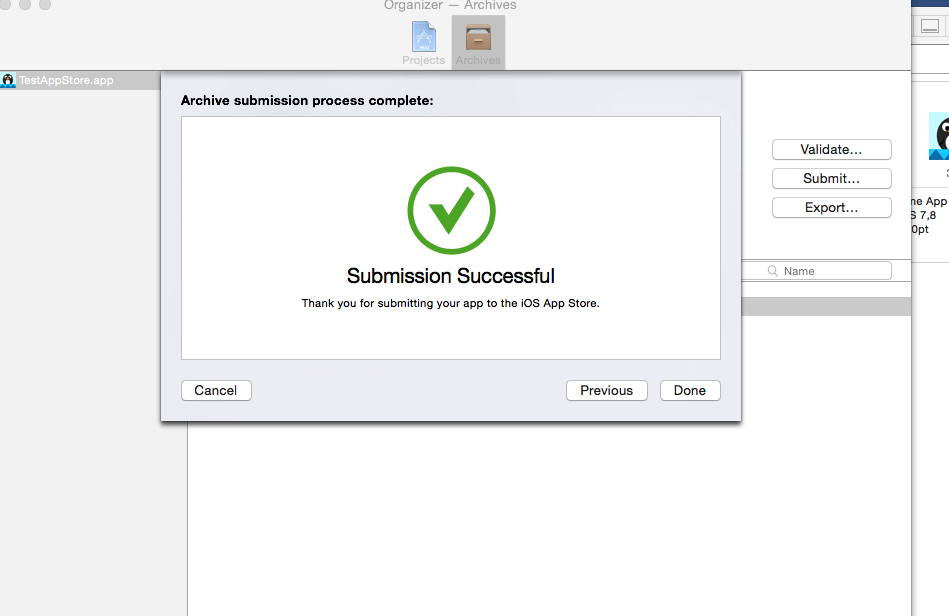 Organizer — Archives
Projects
Archives
TestAppStore.app
Archive submission process complete:
Submission Successful
Thank you for submitting your app to the iOS App Store.
Cancel
Previous
Done
Validate...
Submit...
Export...
Name
ne App
S 7,8
0pt